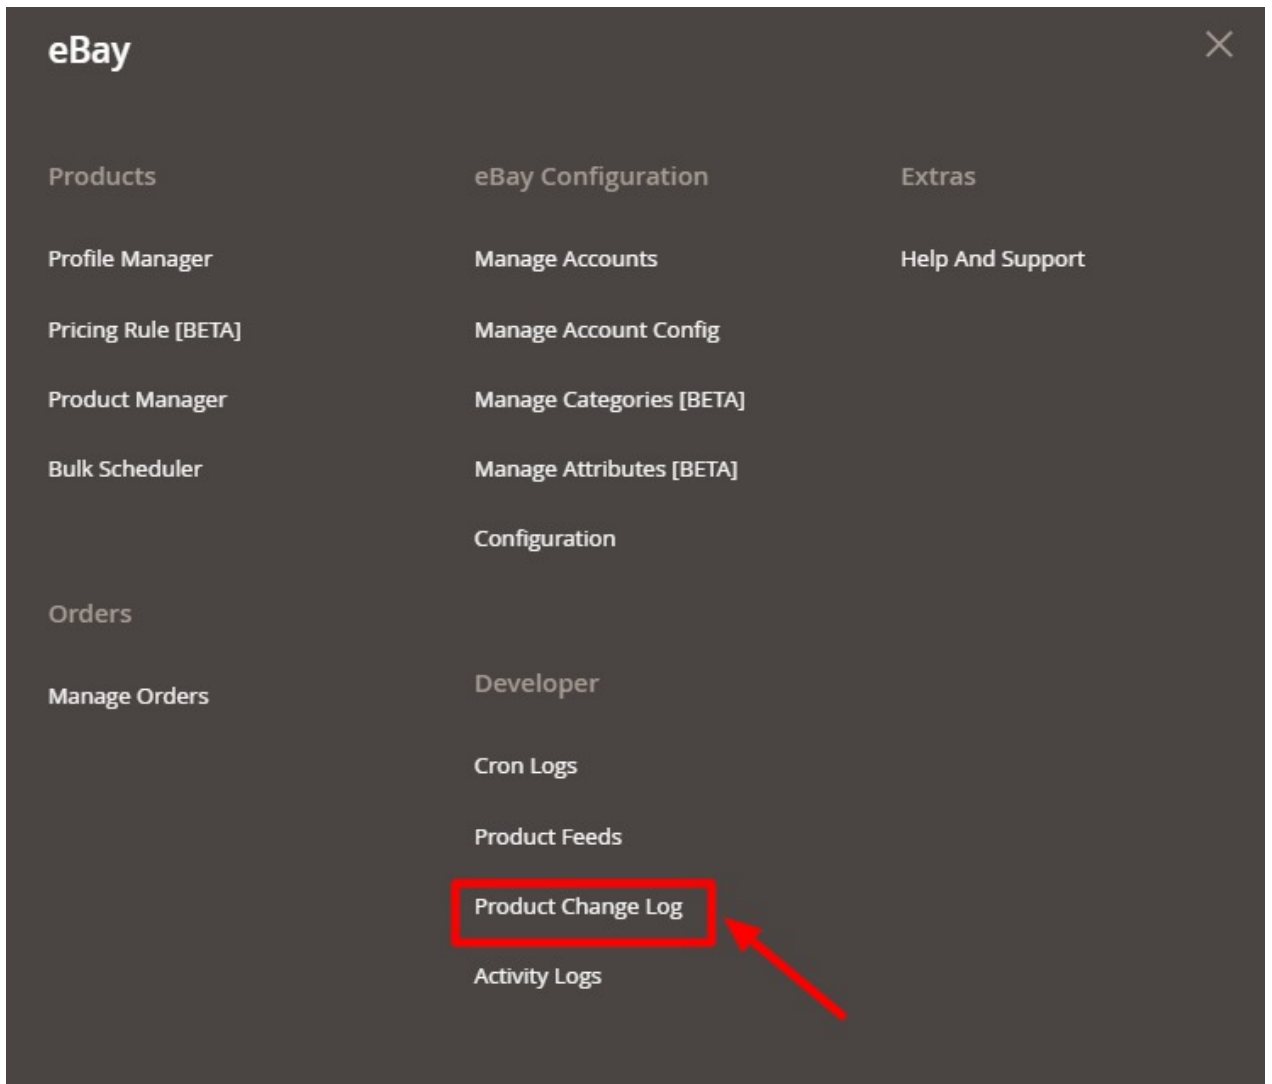 eBay
Products
Profile Manager
Pricing Rule [BETA]
Product Manager
Bulk Scheduler
Orders
Manage Orders
eBay Configuration
Manage Accounts
Manage Account Config
Manage Categories [BETA]
Manage Attributes [BETA]
Configuration
Developer
Cron Logs
Product Feeds
Product Change Log
Activity Logs
Extras
Help And Support